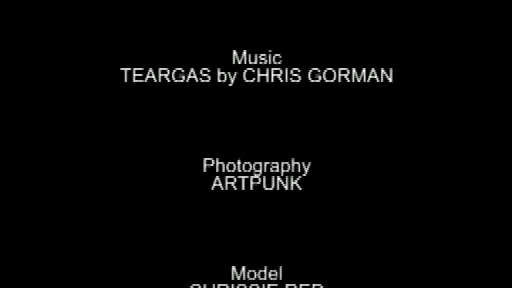 Music
TEARGAS by CHRIS GORMAN
Photography
ARTPUNK
Model